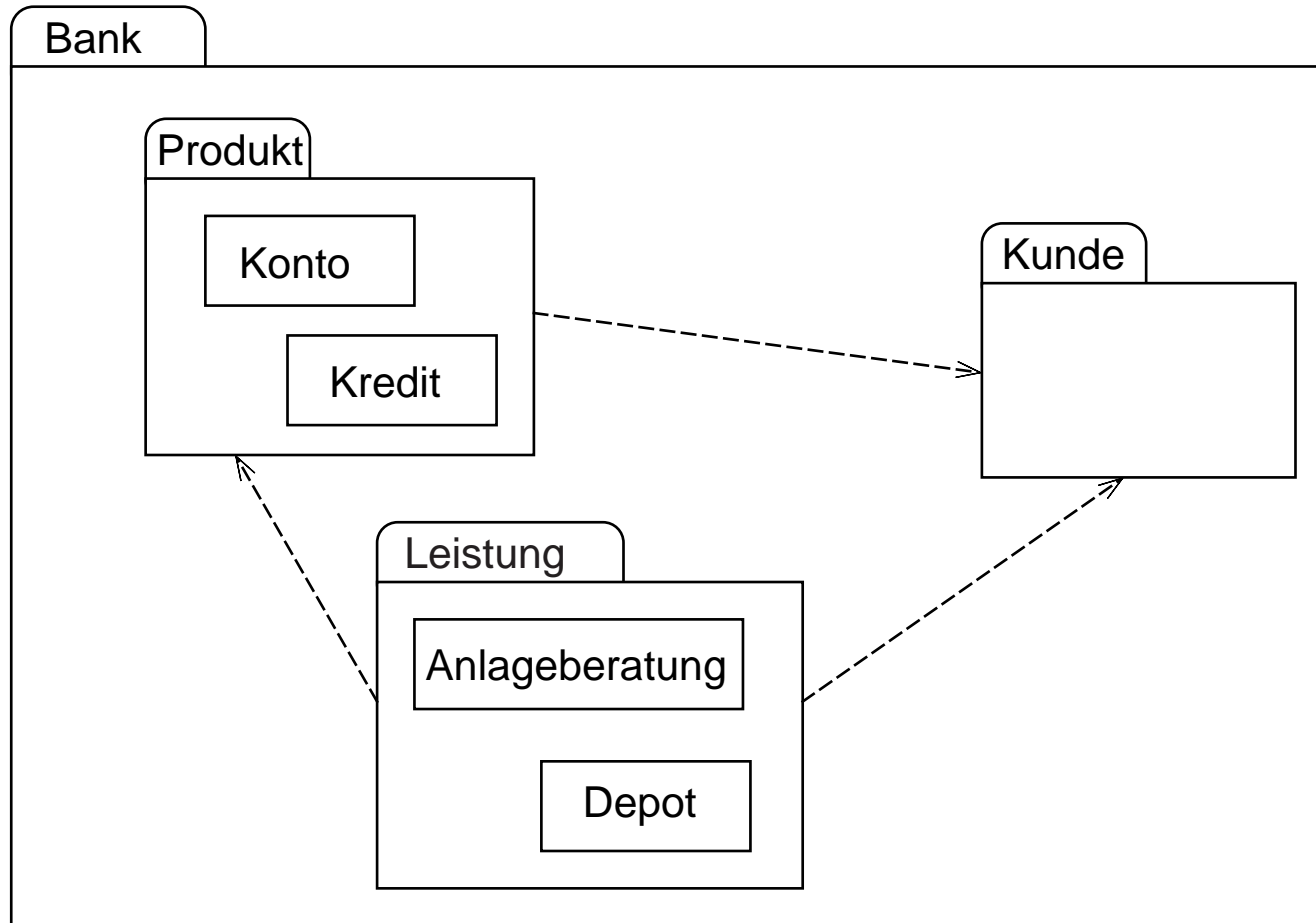 Bank
Produkt
Konto
Kredit
Kunde
Leistung
Anlageberatung
Depot